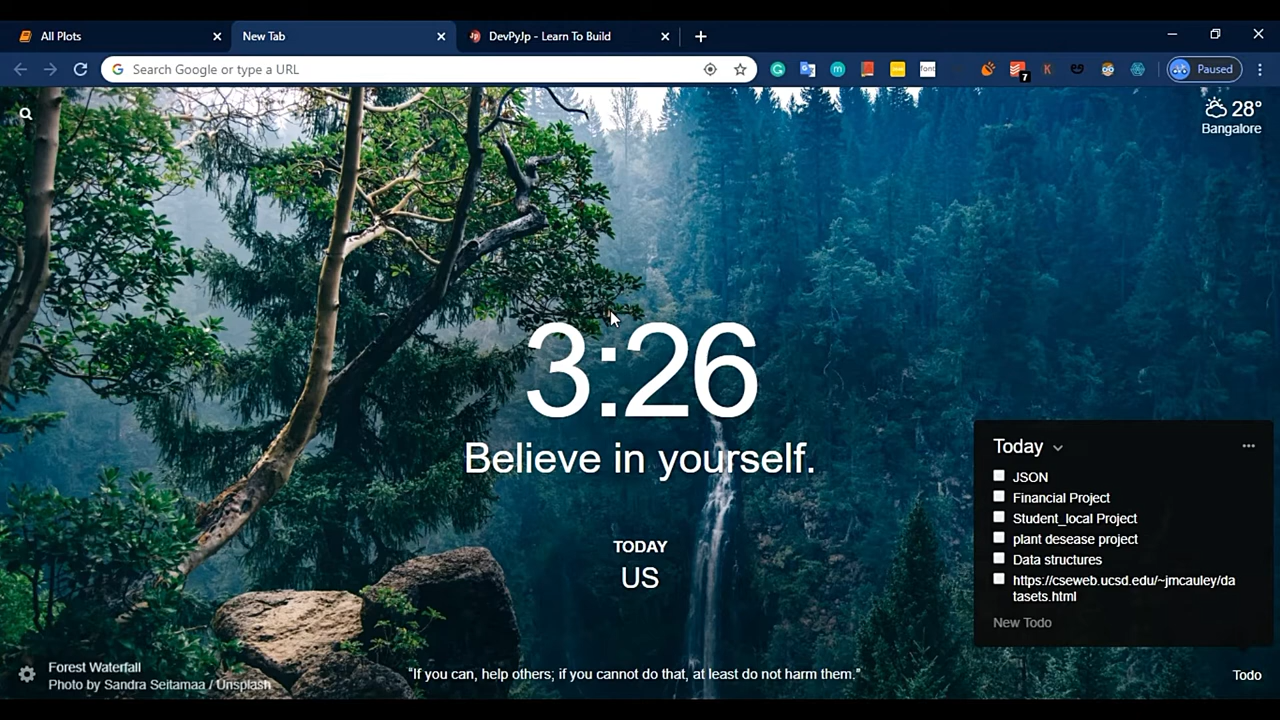 All Plots
New Tab
DevPyJp - Learn To Build
Search Google or type a URL
font
7
K
Paused
28°
Bangalore
3:26
Believe in yourself.
TODAY
US
Today
JSON
Financial Project
Student_local Project
plant desease project
Data structures
https://cseweb.ucsd.edu/~jmcauley/da
tasets.html
New Todo
Forest Waterfall
Photo by Sandra Seitamaa / Unsplash
“If you can, help others; if you cannot do that, at least do not harm them.”
Todo